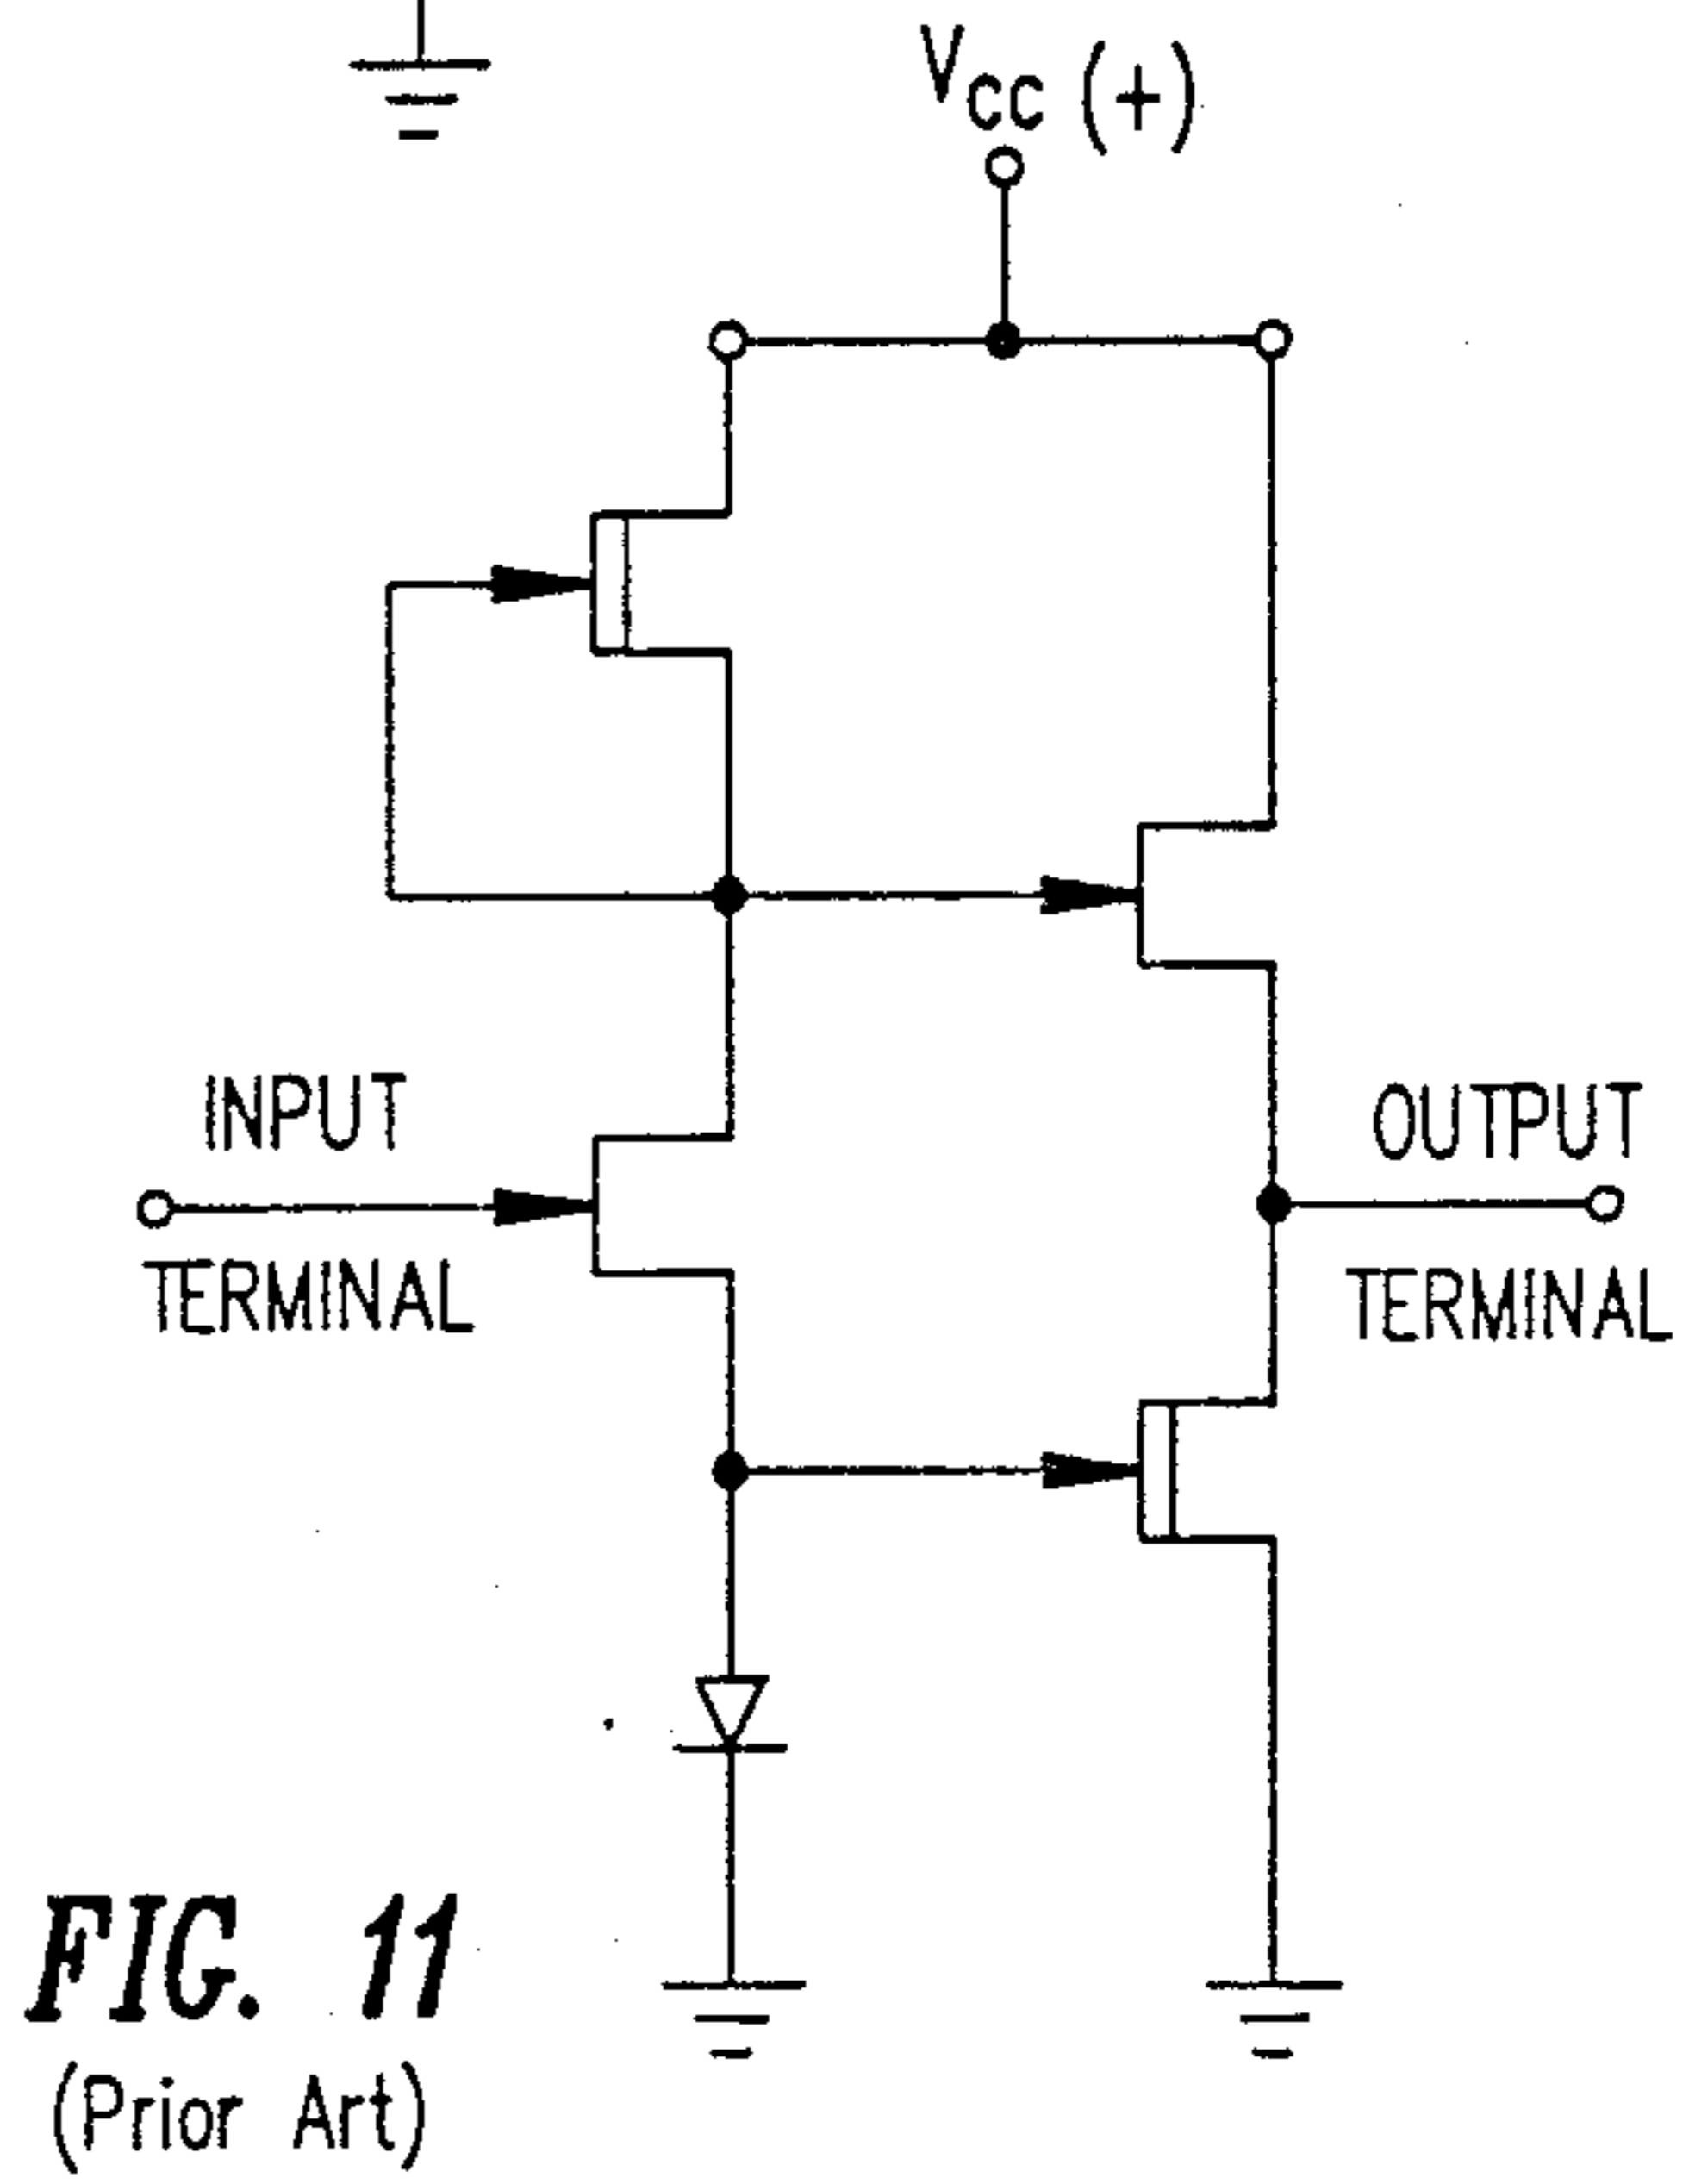 VCC (+)
INPUT
TERMINAL
OUTPUT
TERMINAL
FIG. 11
(Prior Art)